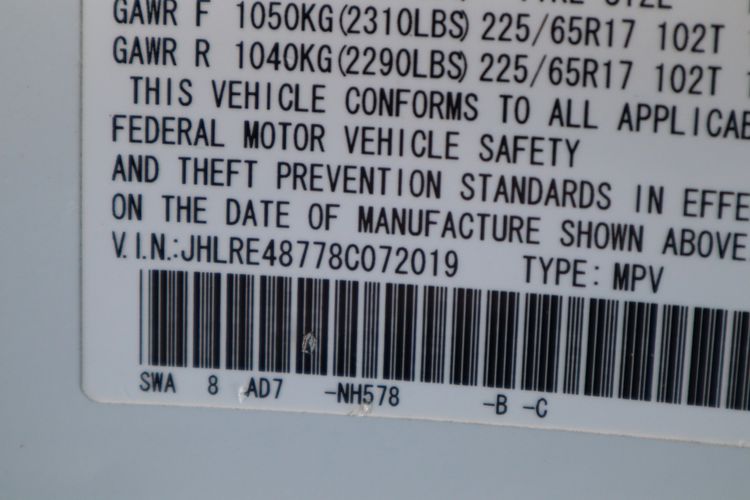 GAWR F 1050KG(2310LBS) 225/65R17 102T
GAWR R 1040KG(2290LBS) 225/65R17 102T
THIS VEHICLE CONFORMS TO ALL APPLICAB
FEDERAL MOTOR VEHICLE SAFETY
AND THEFT PREVENTION STANDARDS IN EFFE
ON THE DATE OF MANUFACTURE SHOWN ABOVE
V.I.N.:JHLRE48778C072019 TYPE: MPV
SWA 8 AD7 -NH578 -B -C